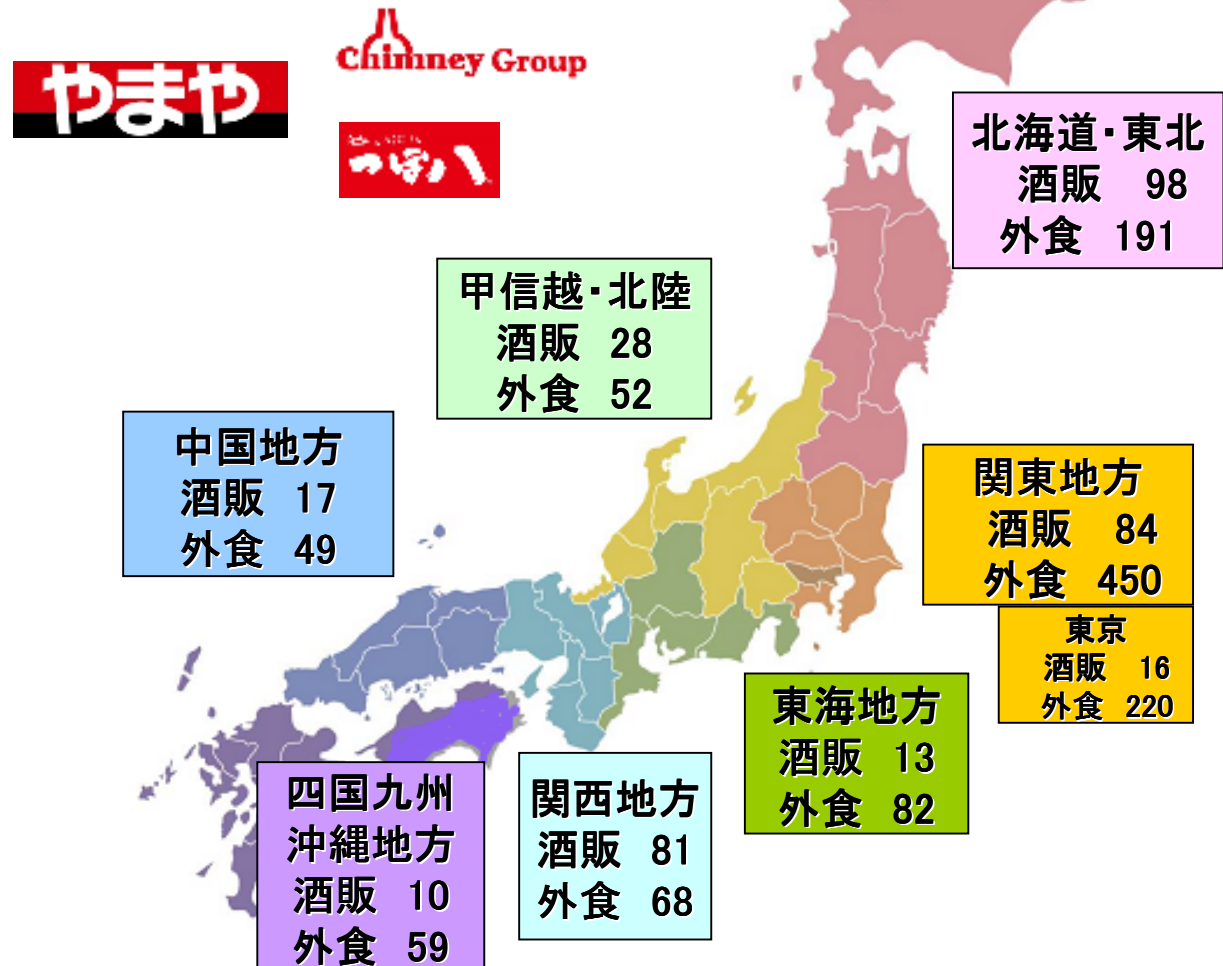 Chimney Group
やまや
つぼ八
北海道・東北
酒販 98
外食 191
甲信越・北陸
酒販 28
外食 52
中国地方
酒販 17
外食 49
関東地方
酒販 84
外食 450
東京
酒販 16
外食 220
東海地方
酒販 13
外食 82
関西地方
酒販 81
外食 68
四国九州
沖縄地方
酒販 10
外食 59